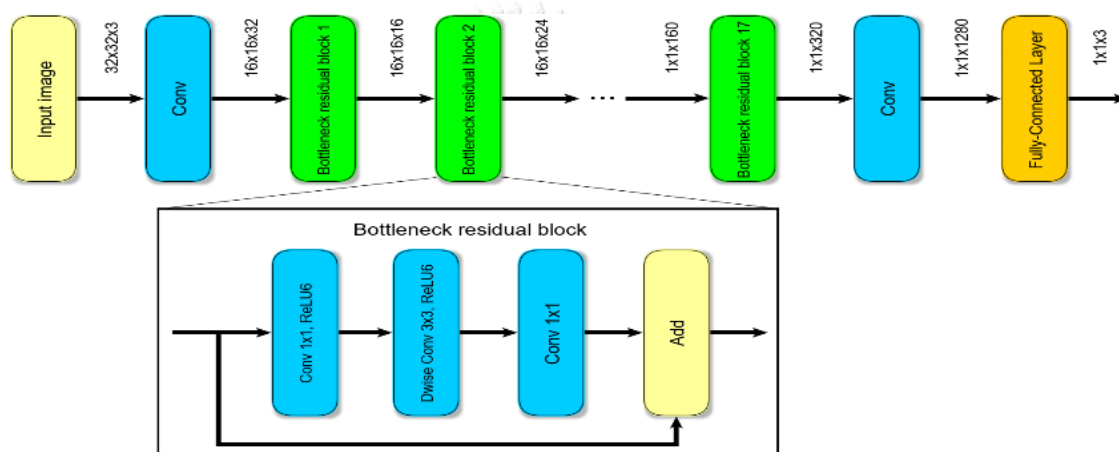 Input image
32x32x3
Conv
16x16x32
Bottleneck residual block 1
16x16x16
Bottleneck residual block 2
16x16x24
...
1x1x160
Bottleneck residual block 17
1x1x320
Conv
1x1x1280
Fully-Connected Layer
1x1x3
Bottleneck residual block
Conv 1x1, ReLU6
Dwise Conv 3x3, ReLU6
Conv 1x1
Add